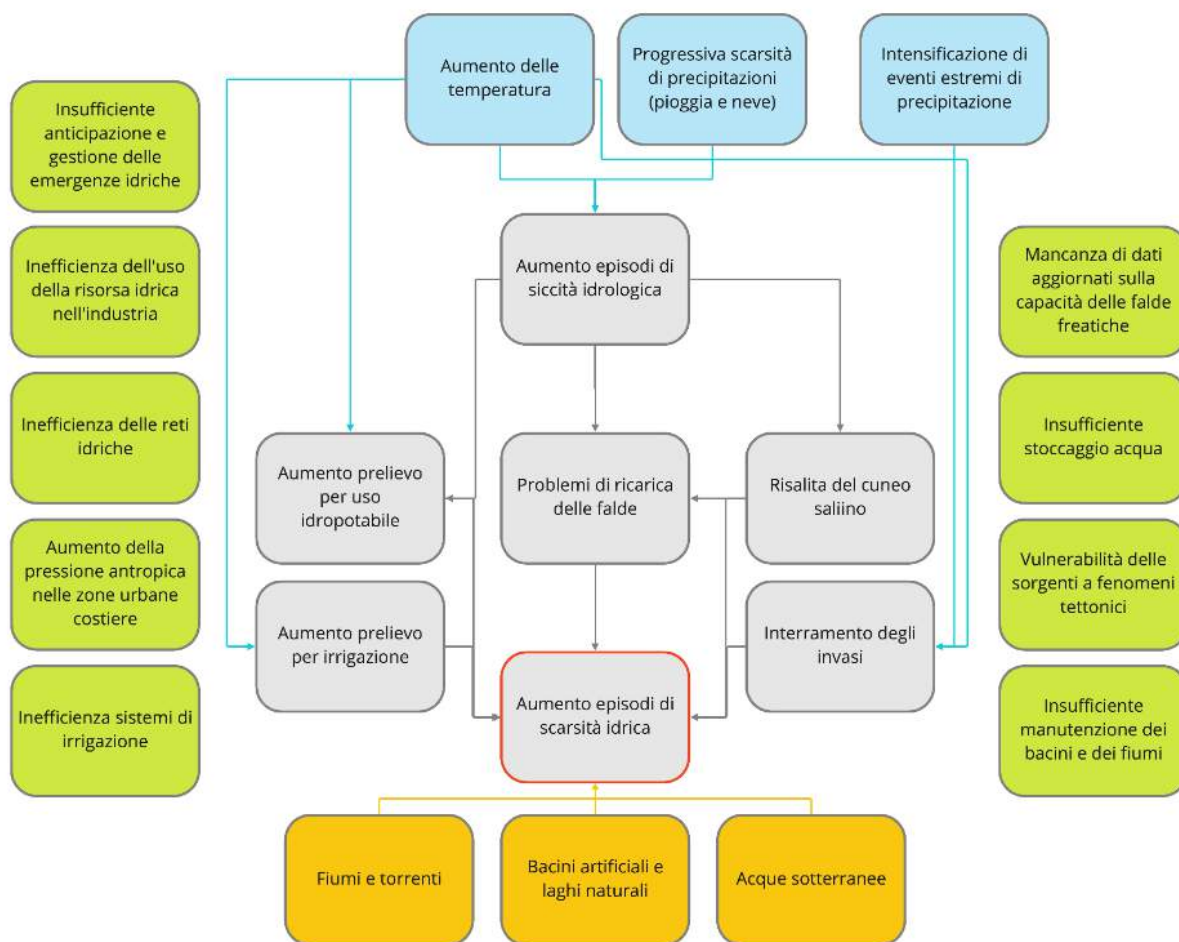 Aumento delle
temperatura
Progressiva scarsità
di precipitazioni
(pioggia e neve)
Intensificazione di
eventi estremi di
precipitazione
Insufficiente
anticipazione e
gestione delle
emergenze idriche
Inefficienza dell'uso
della risorsa idrica
nell'industria
Inefficienza delle reti
idriche
Aumento della
pressione antropica
nelle zone urbane
costiere
Inefficienza sistemi di
irrigazione
Aumento episodi di
siccità idrologica
Aumento prelievo
per uso
idropotabile
Problemi di ricarica
delle falde
Risalita del cuneo
saliino
Aumento prelievo
per irrigazione
Interramento degli
invasi
Aumento episodi di
scarsità idrica
Mancanza di dati
aggiornati sulla
capacità delle falde
freatiche
Insufficiente
stoccaggio acqua
Vulnerabilità delle
sorgenti a fenomeni
tettonici
Insufficiente
manutenzione dei
bacini e dei fiumi
Fiumi e torrenti
Bacini artificiali e
laghi naturali
Acque sotterranee